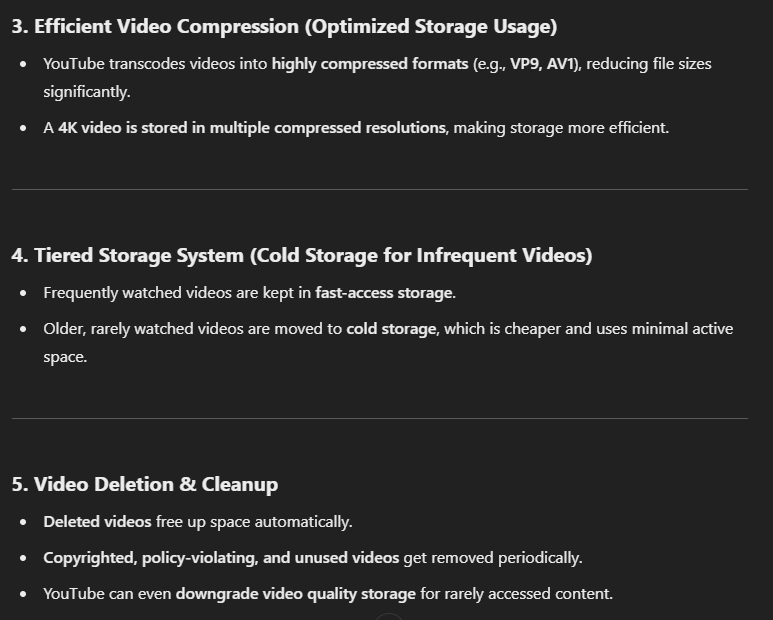 3. Efficient Video Compression (Optimized Storage Usage)
• YouTube transcodes videos into highly compressed formats (e.g., VP9, AV1), reducing file sizes
significantly.
• A 4K video is stored in multiple compressed resolutions, making storage more efficient.
4. Tiered Storage System (Cold Storage for Infrequent Videos)
• Frequently watched videos are kept in fast-access storage.
• Older, rarely watched videos are moved to cold storage, which is cheaper and uses minimal active
space.
5. Video Deletion & Cleanup
• Deleted videos free up space automatically.
• Copyrighted, policy-violating, and unused videos get removed periodically.
• YouTube can even downgrade video quality storage for rarely accessed content.